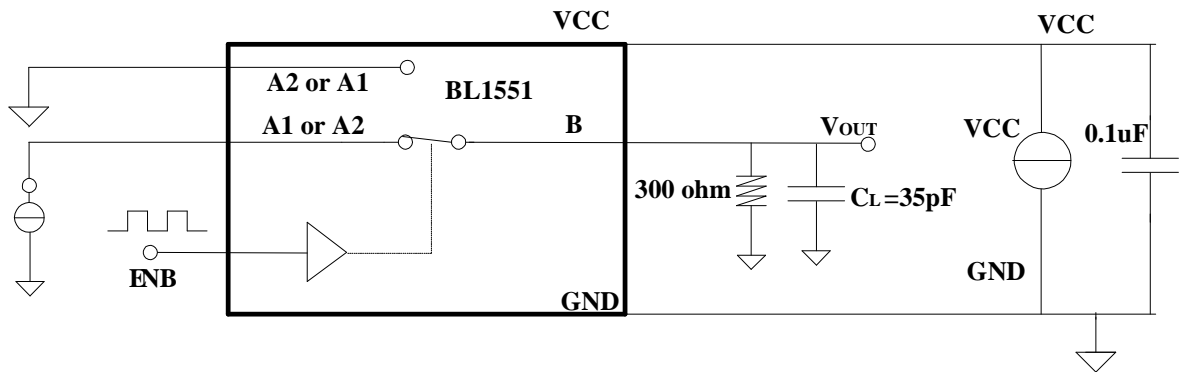 VCC
VCC
A2 or A1
BL1551
A1 or A2
B
VOUT
VCC
0.1uF
300 ohm
CL=35pF
ENB
GND
GND